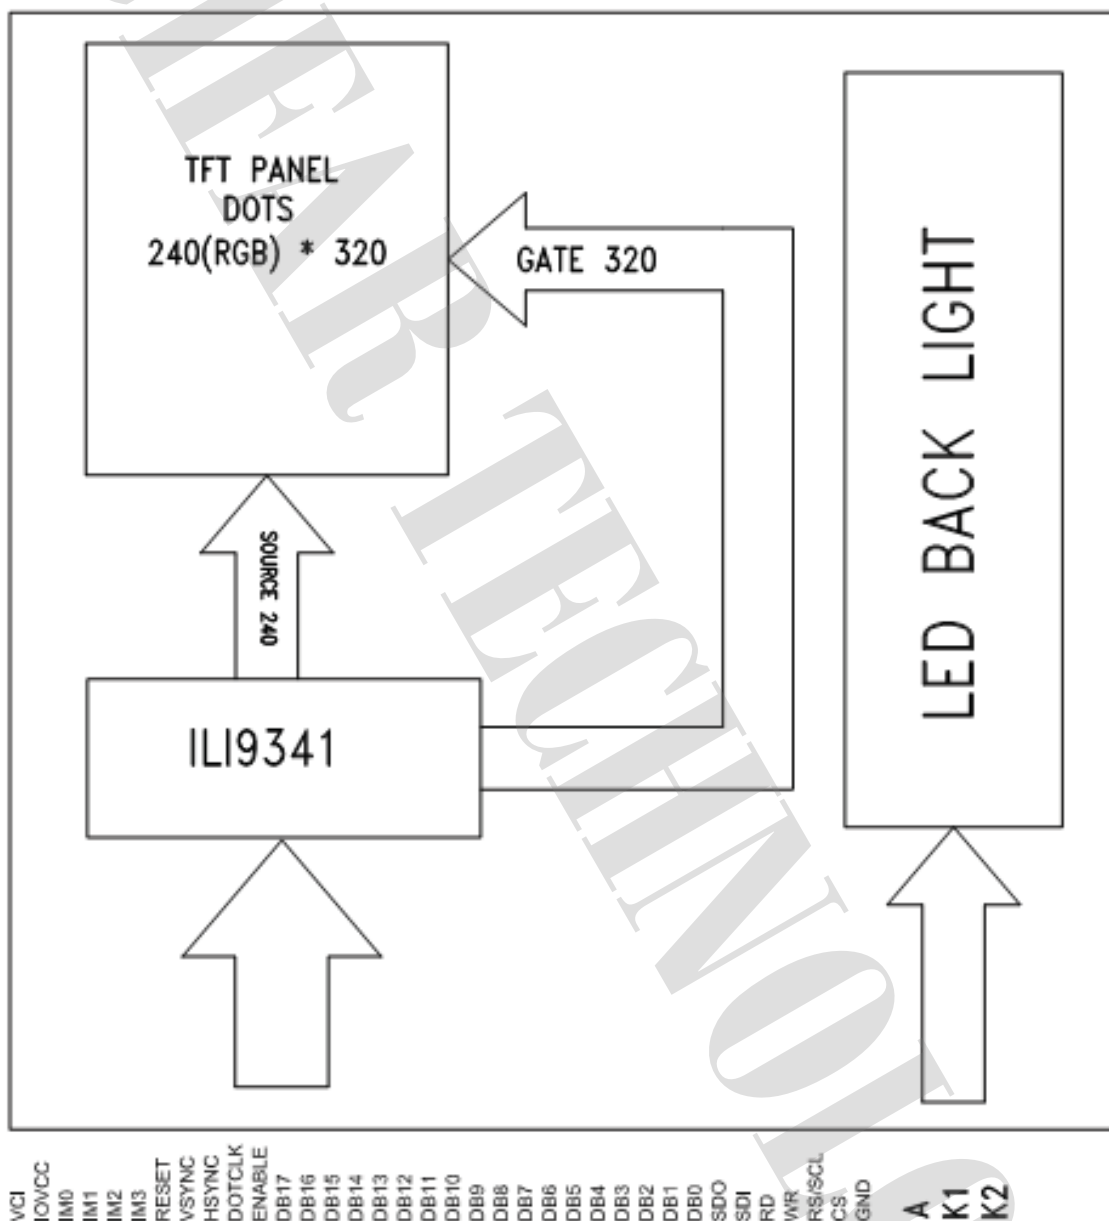 TFT PANEL
DOTS
240(RGB) * 320
GATE 320
LED BACK LIGHT
SOURCE 240
ILI9341
VCI
IOVCC
IM0
IM1
IM2
IM3
RESET
VSYNC
HSYNC
DOTCLK
ENABLE
DB17
DB16
DB15
DB14
DB13
DB12
DB11
DB10
DB9
DB8
DB7
DB6
DB5
DB4
DB3
DB2
DB1
DB0
SDO
SDI
RD
WR
RS/SCL
CS
GND
A
K1
K2